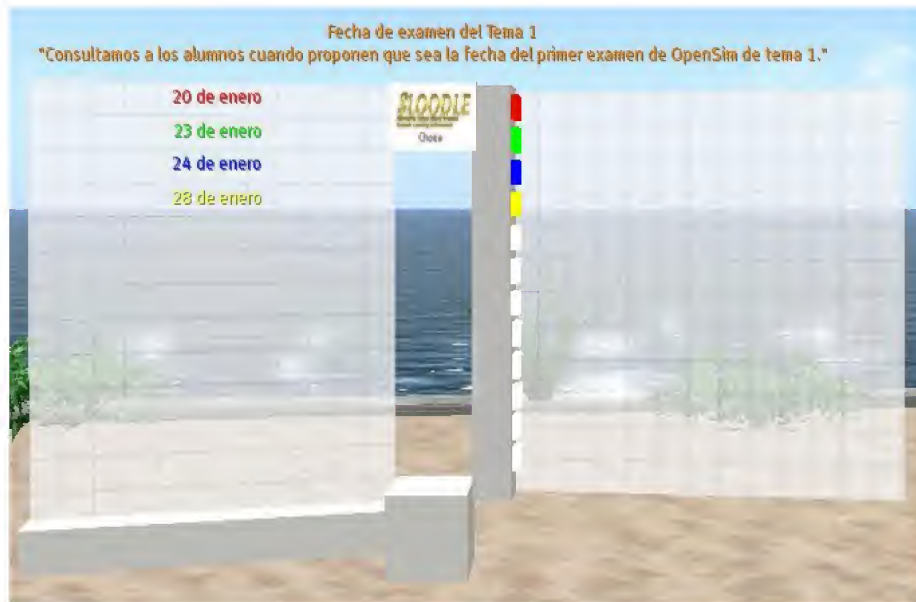 Fecha de examen del Tema 1
"Consultamos a los alumnos cuando proponen que sea la fecha del primer examen de OpenSim de tema 1."
20 de enero
23 de enero
24 de enero
28 de enero
SLOODLE
Choice